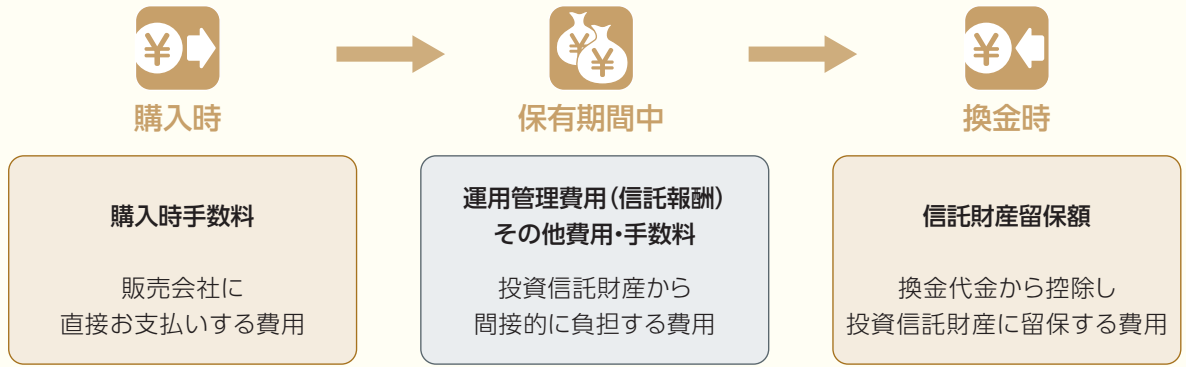 購入時
保有期間中
換金時
購入時手数料
販売会社に
直接お支払いする費用
運用管理費用(信託報酬)
その他費用・手数料
投資信託財産から
間接的に負担する費用
信託財産留保額
換金代金から控除し
投資信託財産に留保する費用